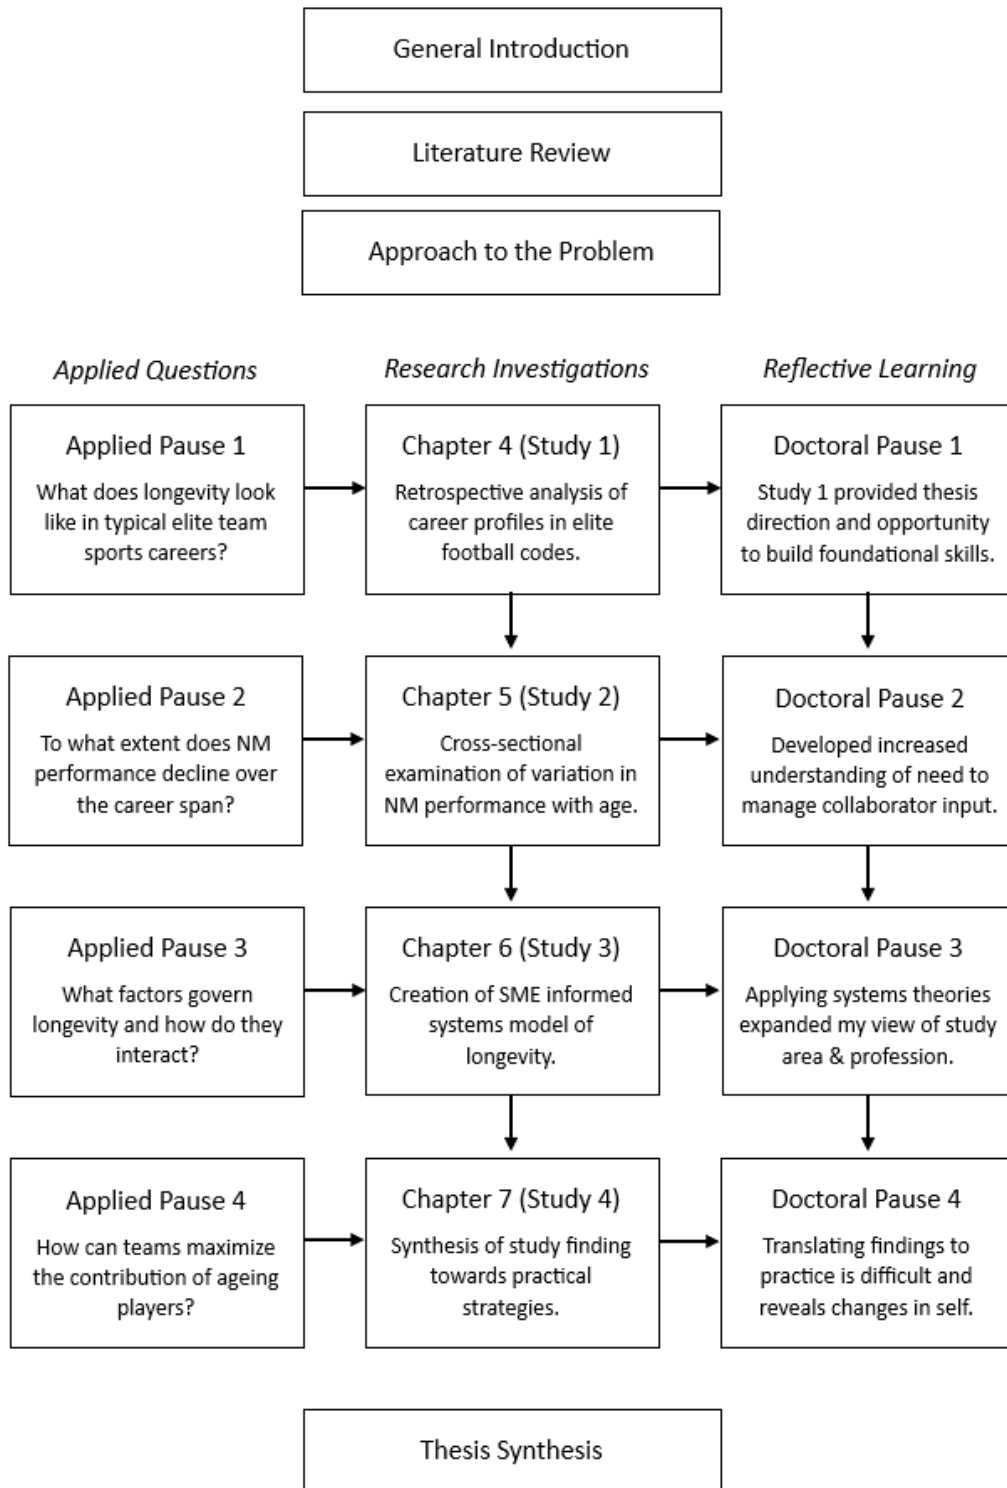 General Introduction
Literature Review
Approach to the Problem
Applied Questions
Research Investigations
Reflective Learning
Applied Pause 1
What does longevity look
like in typical elite team
sports careers?
Chapter 4 (Study 1)
Retrospective analysis of
career profiles in elite
football codes.
Doctoral Pause 1
Study 1 provided thesis
direction and opportunity
to build foundational skills.
Applied Pause 2
To what extent does NM
performance decline over
the career span?
Chapter 5 (Study 2)
Cross-sectional
examination of variation in
NM performance with age.
Doctoral Pause 2
Developed increased
understanding of need to
manage collaborator input.
Applied Pause 3
What factors govern
longevity and how do they
interact?
Chapter 6 (Study 3)
Creation of SME informed
systems model of
longevity.
Doctoral Pause 3
Applying systems theories
expanded my view of study
area & profession.
Applied Pause 4
How can teams maximize
the contribution of ageing
players?
Chapter 7 (Study 4)
Synthesis of study finding
towards practical
strategies.
Doctoral Pause 4
Translating findings to
practice is difficult and
reveals changes in self.
Thesis Synthesis